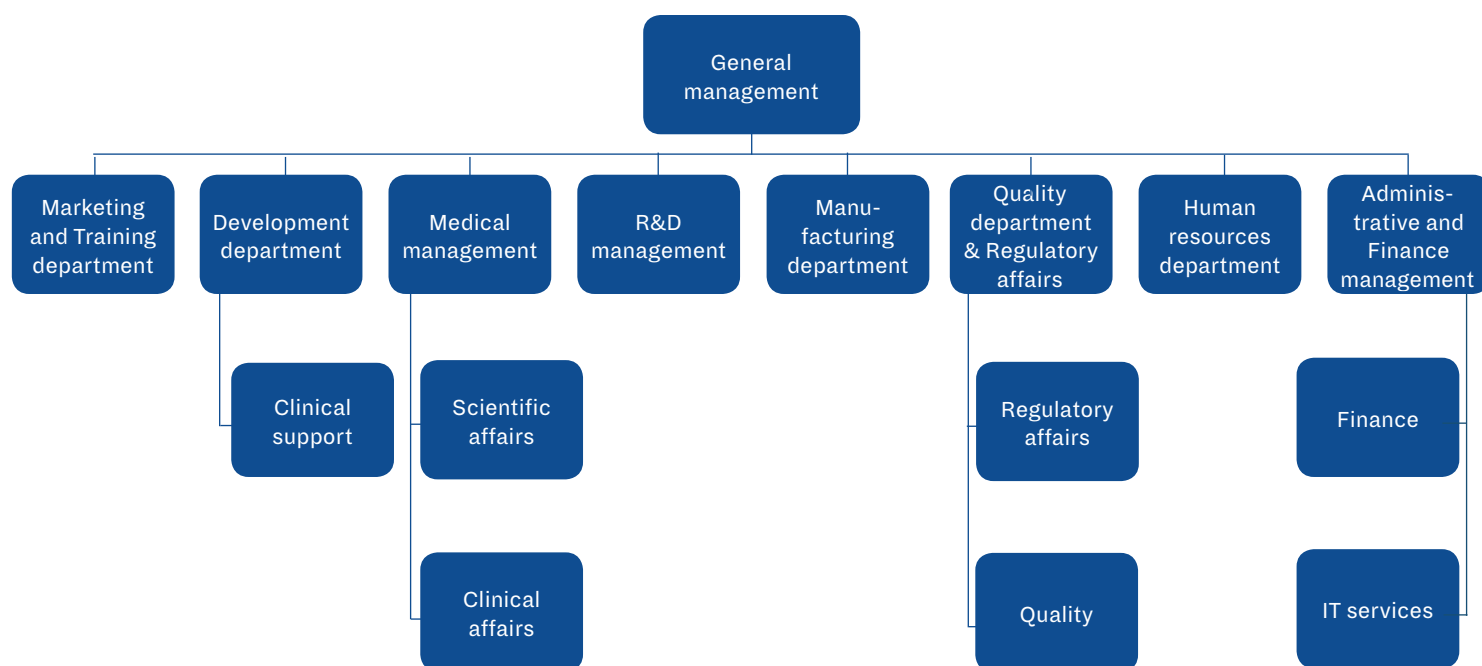 General
management
Marketing
and Training
department
Development
department
Medical
management
R&D
management
Manu-
facturing
department
Quality
department
& Regulatory
affairs
Human
resources
department
Adminis-
trative and
Finance
management
Clinical
support
Scientific
affairs
Regulatory
affairs
Finance
Clinical
affairs
Quality
IT services